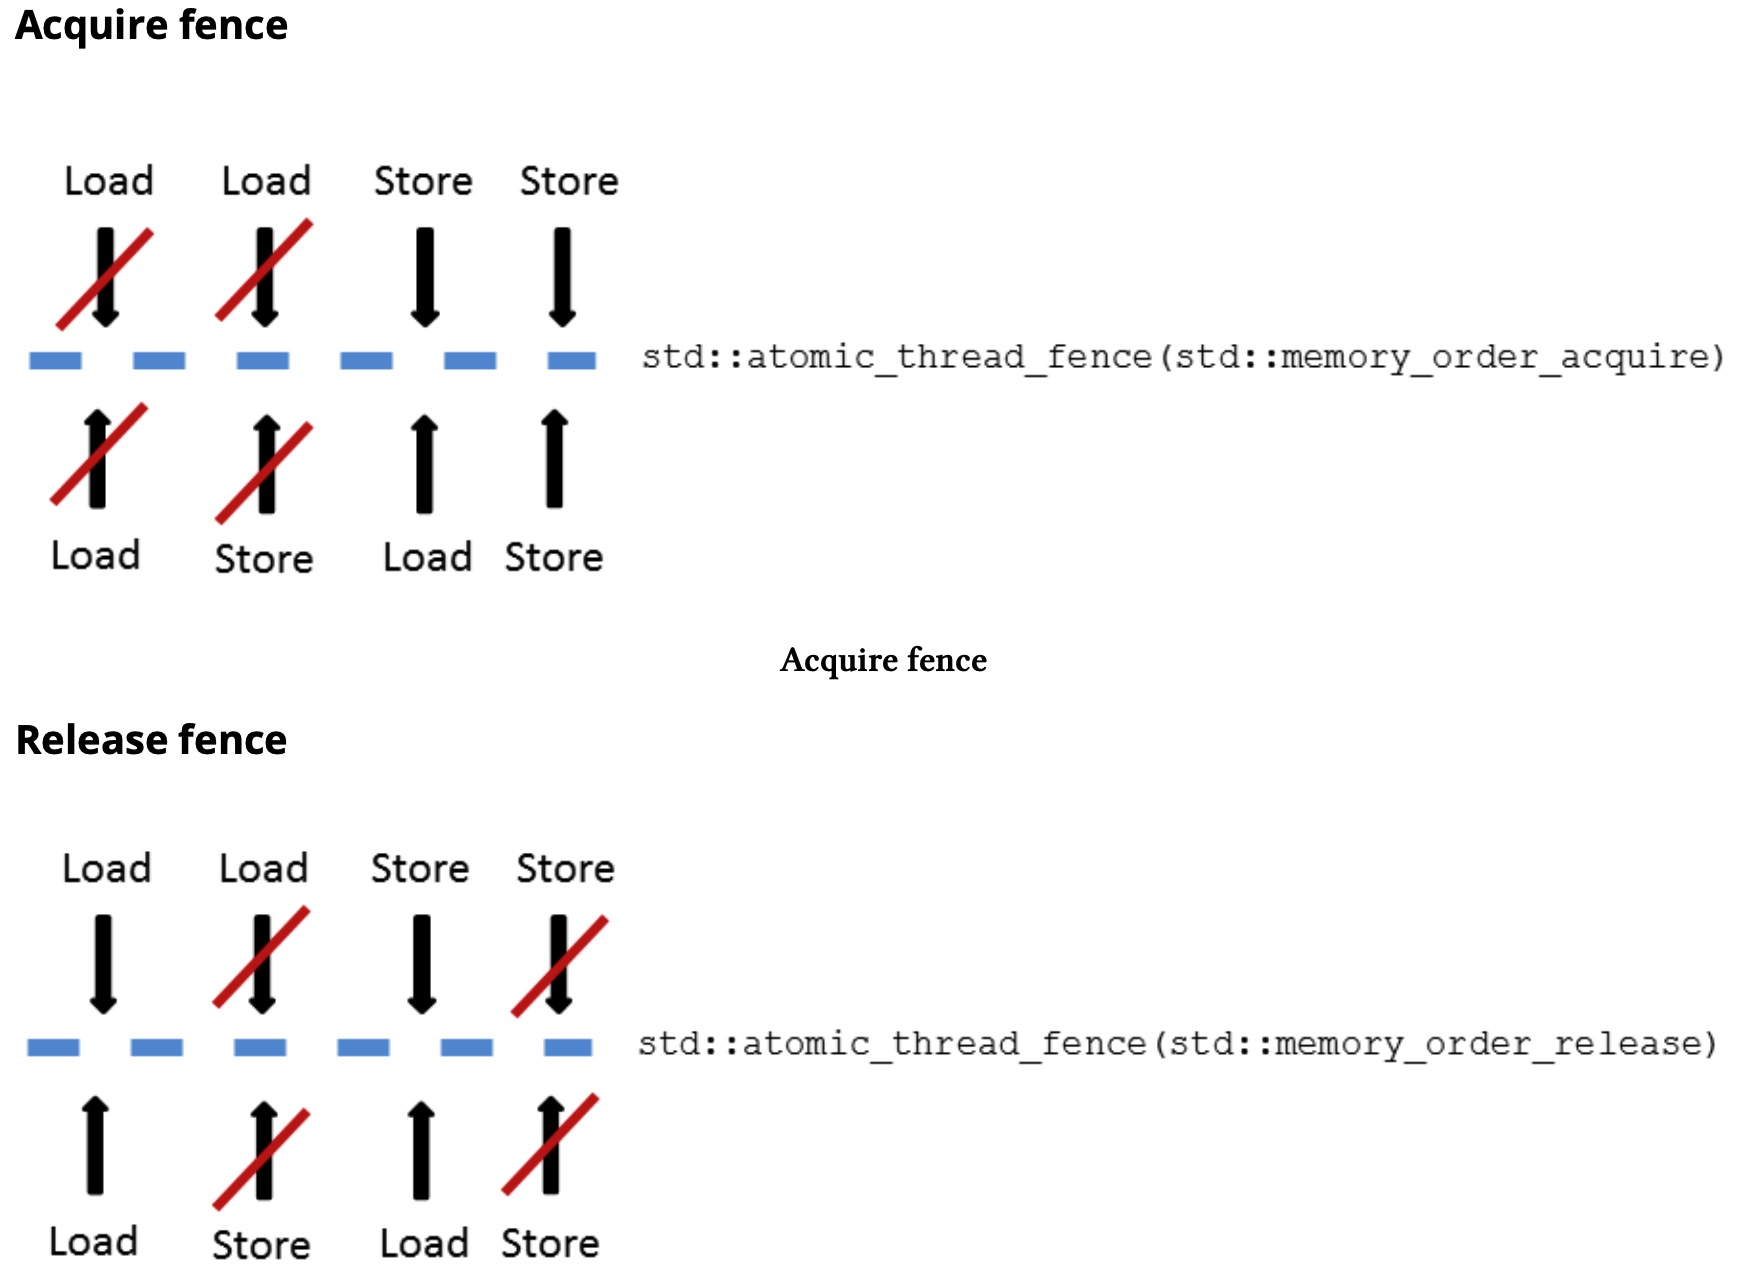 Acquire fence
Load Load Store Store
std::atomic_thread_fence(std::memory_order_acquire)
Load Store Load Store
Acquire fence
Release fence
Load Load Store Store
std::atomic_thread_fence(std::memory_order_release)
Load Store Load Store